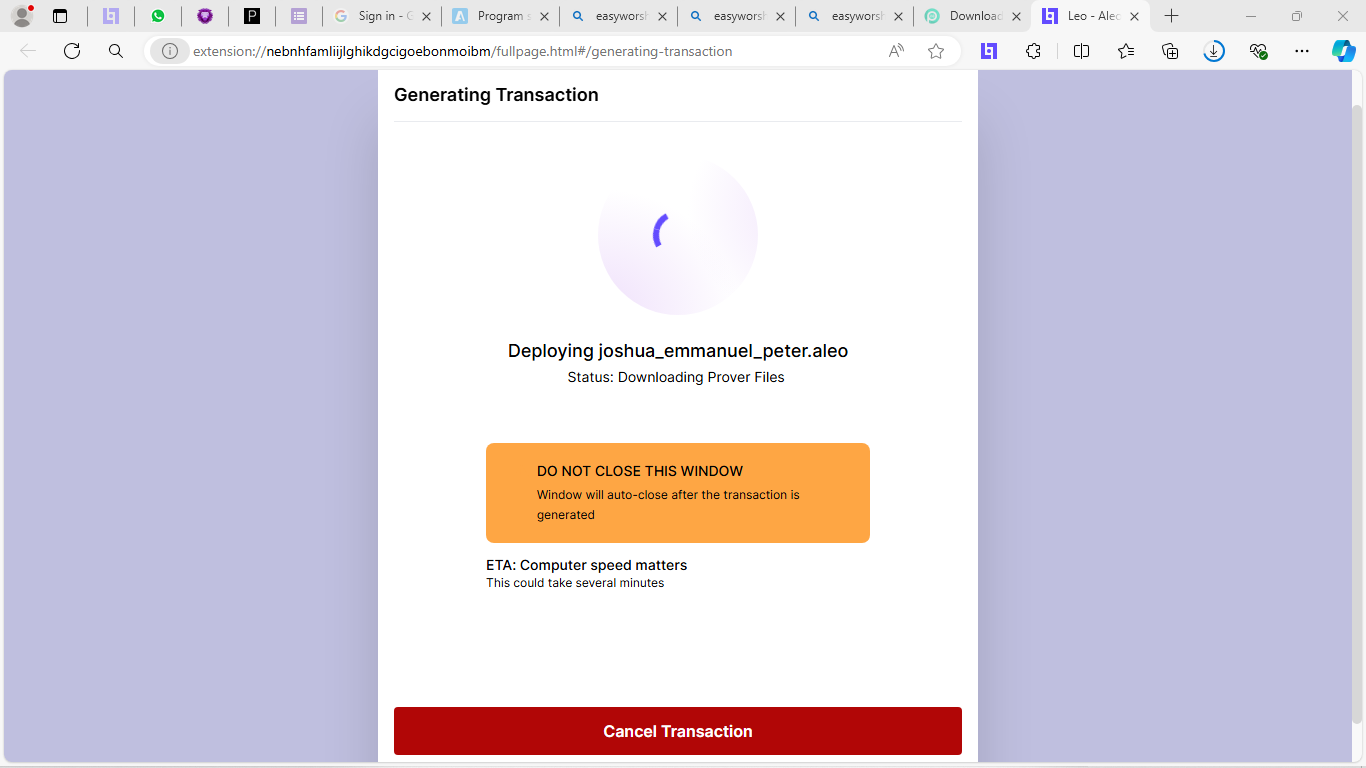 Sign in - G
Program s
easyworsh
easyworsh
easyworsh
Download
Leo - Aleo
extension://nebnhfamliijlghikdgcigoebonmoibm/fullpage.html#/generating-transaction
Generating Transaction
Deploying joshua_emmanuel_peter.aleo
Status: Downloading Prover Files
DO NOT CLOSE THIS WINDOW
Window will auto-close after the transaction is
generated
ETA: Computer speed matters
This could take several minutes
Cancel Transaction